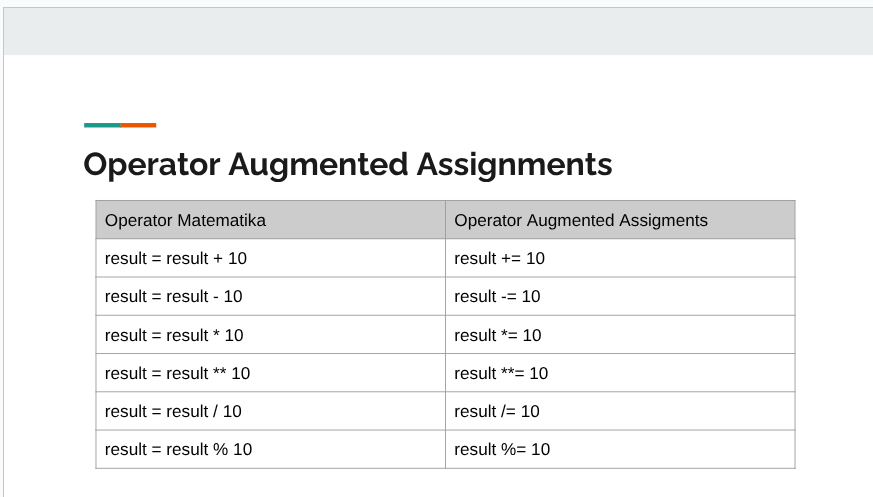 Operator Augmented Assignments
Operator Matematika Operator Augmented Assigments
result = result + 10 result += 10
result = result - 10 result -= 10
result = result * 10 result *= 10
result = result ** 10 result **= 10
result = result / 10 result /= 10
result = result % 10 result %= 10